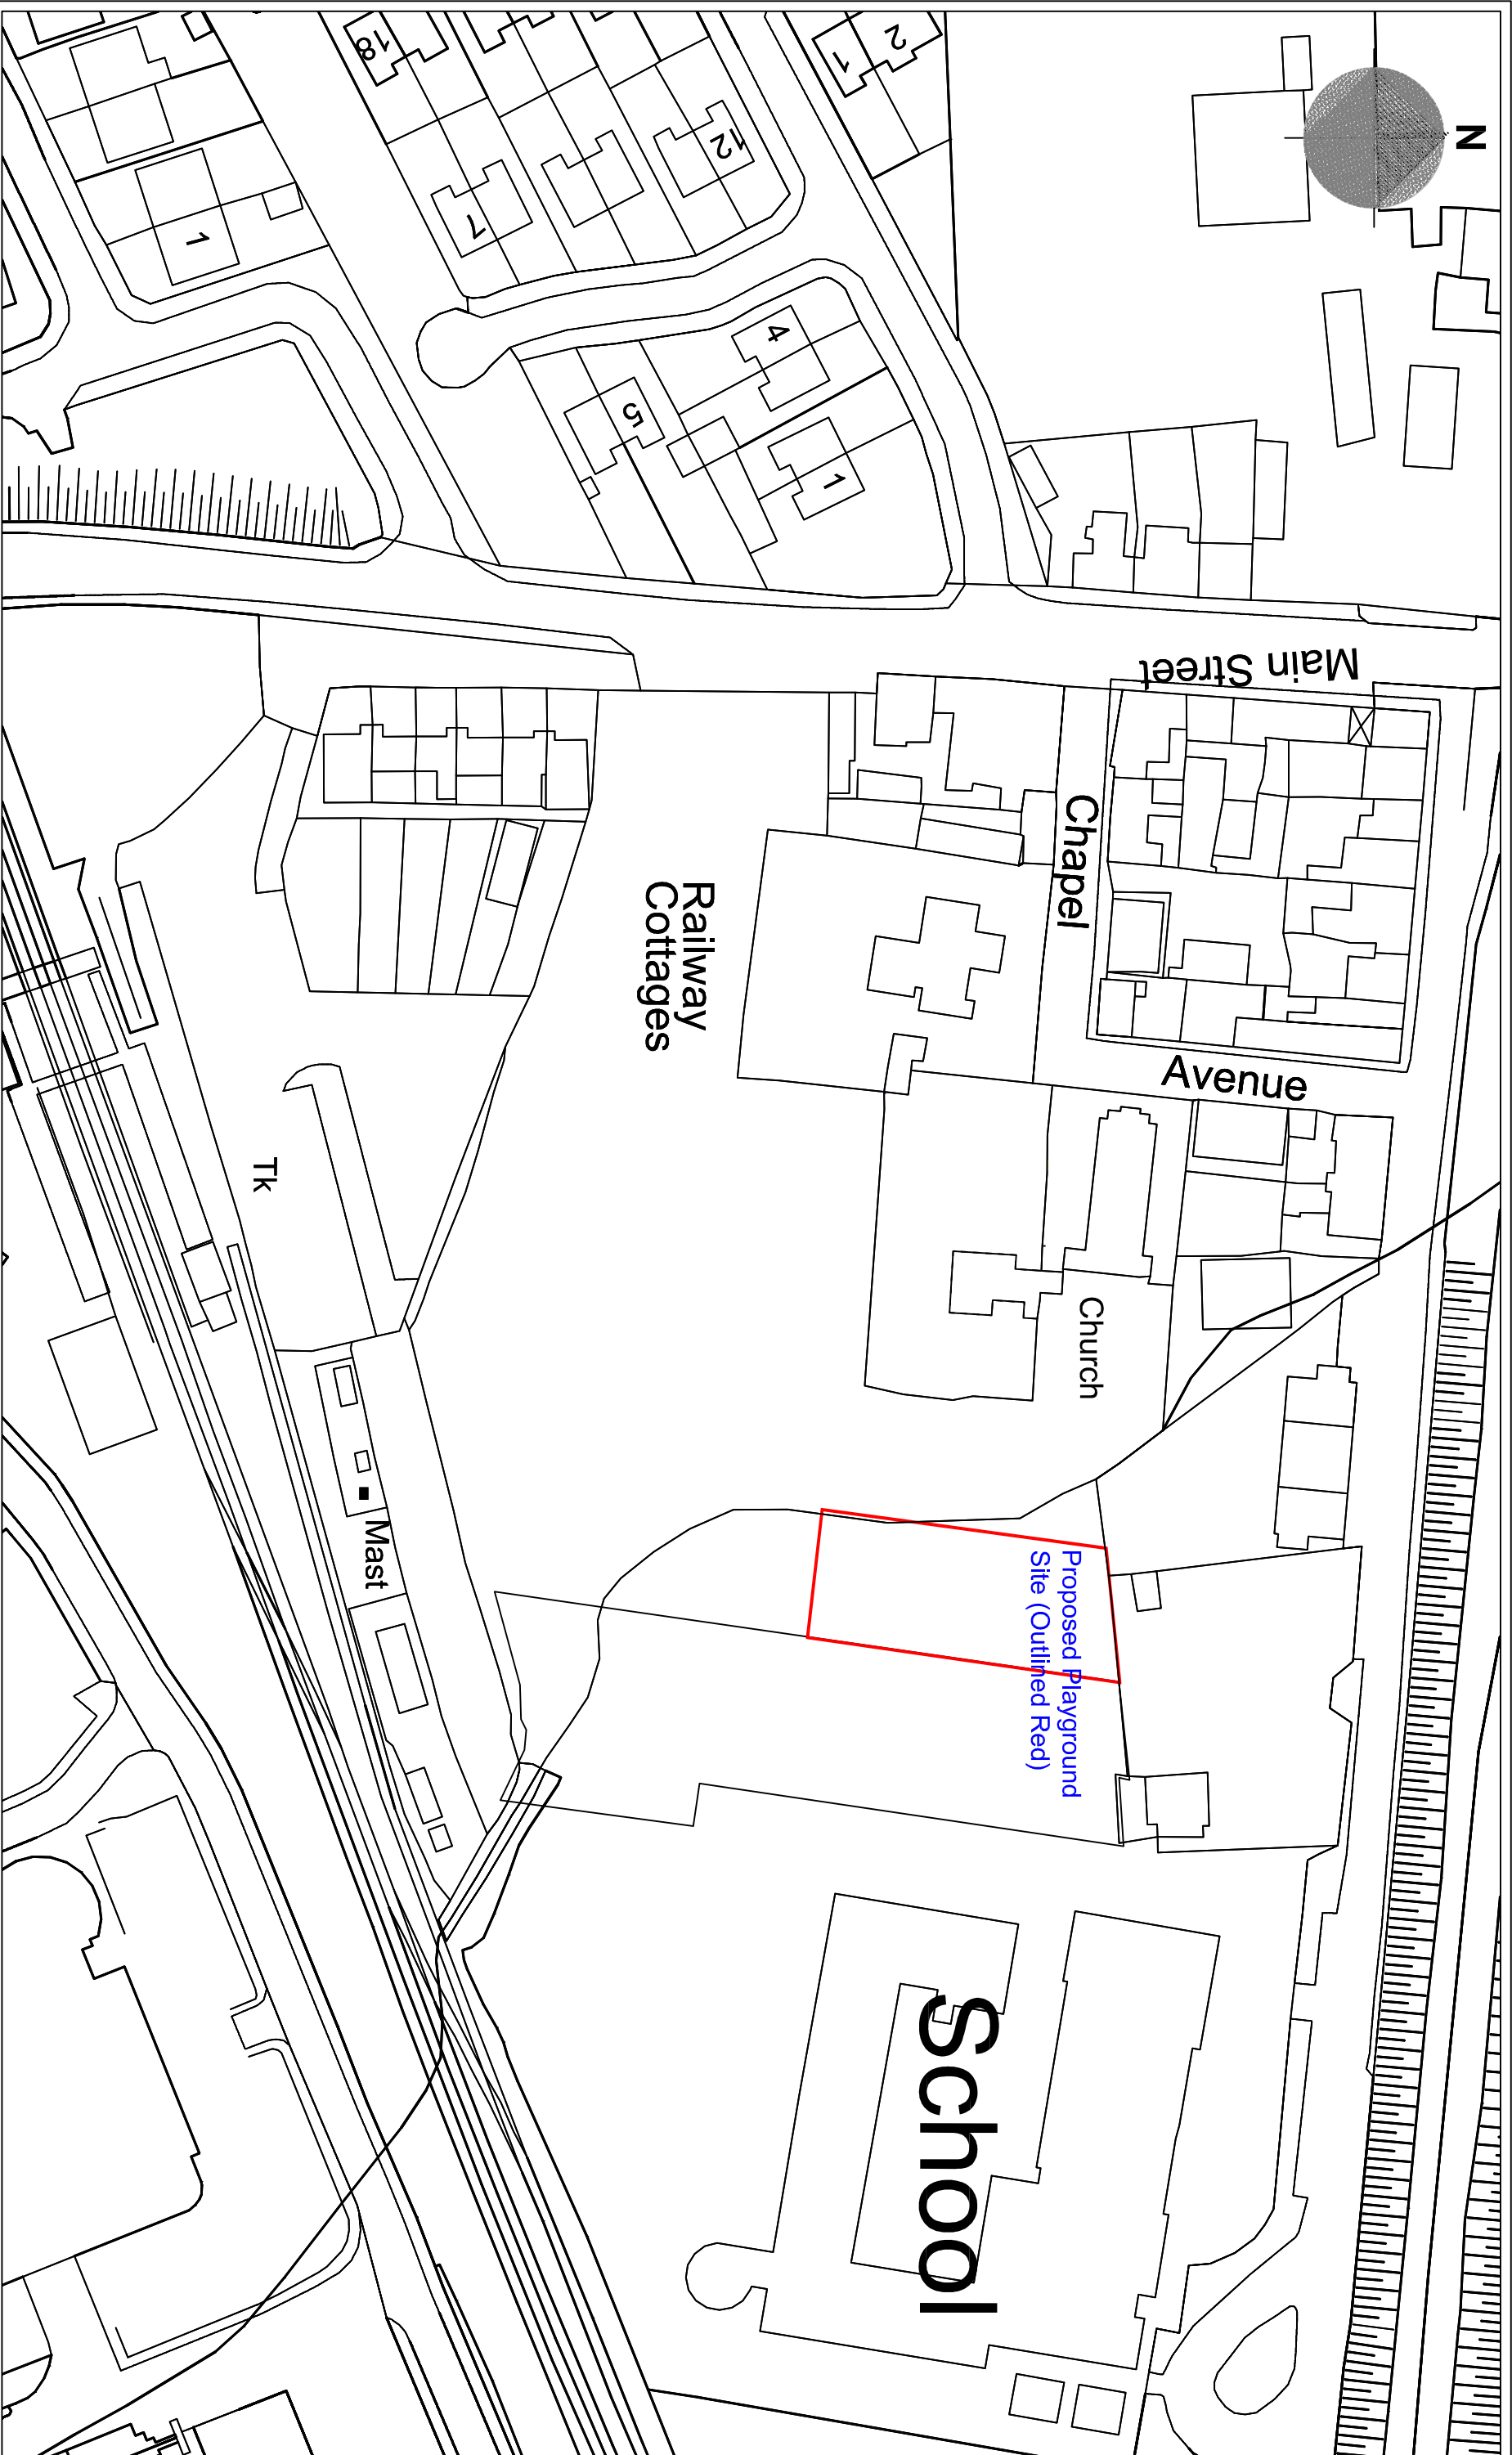 N
2
1
18
12
7
1
4
5
1
Main Street
Chapel
Avenue
Railway
Cottages
Church
Tk
Mast
Proposed Playground
Site (Outlined Red)
School